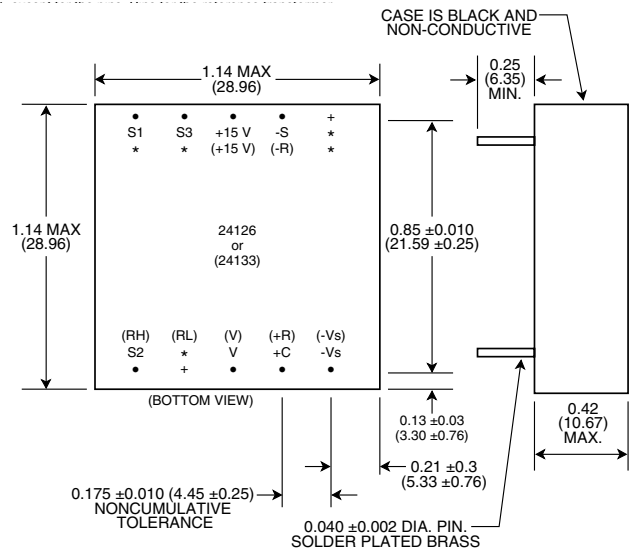 CASE IS BLACK AND
NON-CONDUCTIVE
1.14 MAX
(28.96)
0.25
(6.35)
MIN.
• • • • +
S1 S3 +15 V -S *
* * (+15 V) (-R) *
1.14 MAX
(28.96)
24126
or
(24133)
0.85 ±0.010
(21.59 ±0.25)
(RH) (RL) (V) (+R) (-Vs)
S2 * V +C -Vs
• + • • •
(BOTTOM VIEW)
0.13 ±0.03
(3.30 ±0.76)
0.42
(10.67)
MAX.
0.21 ±0.3
(5.33 ±0.76)
0.175 ±0.010 (4.45 ±0.25)
NONCUMULATIVE
TOLERANCE
0.040 ±0.002 DIA. PIN.
SOLDER PLATED BRASS